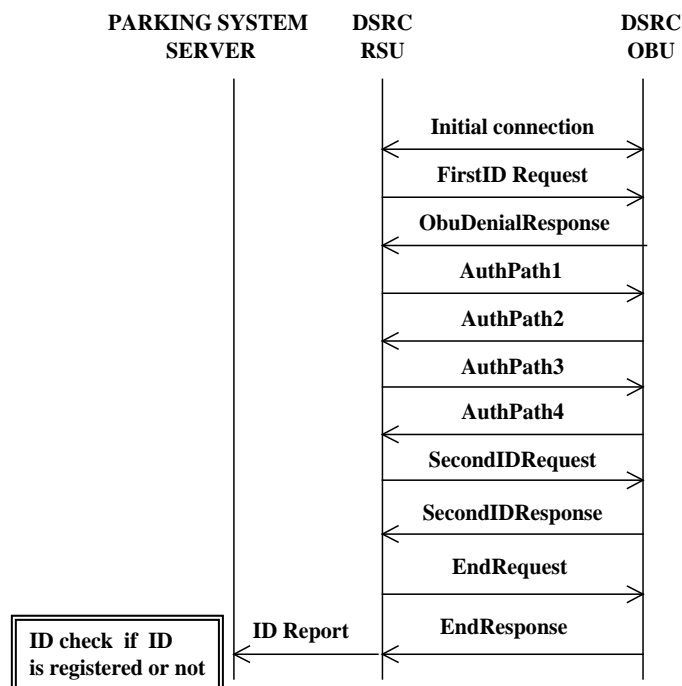 PARKING SYSTEM
SERVER
DSRC
RSU
DSRC
OBU
Initial connection
FirstID Request
ObuDenialResponse
AuthPath1
AuthPath2
AuthPath3
AuthPath4
SecondIDRequest
SecondIDResponse
EndRequest
EndResponse
ID Report
ID check if ID
is registered or not